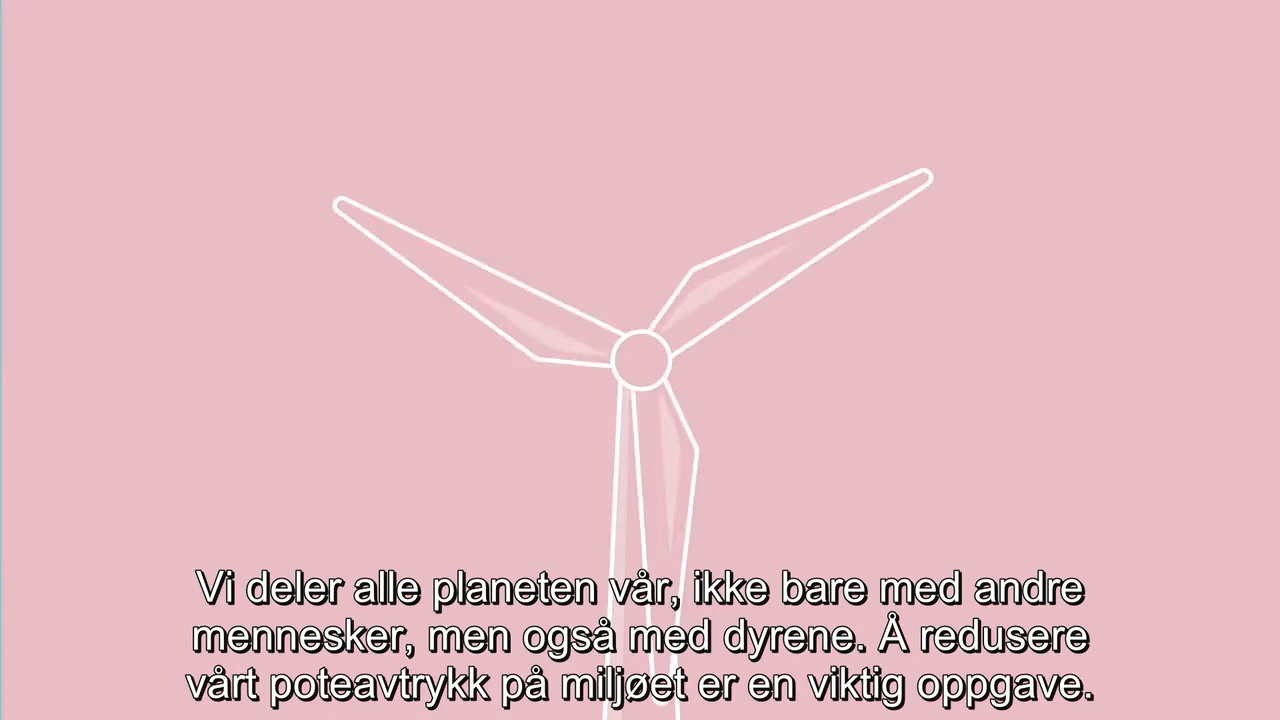 Vi deler alle planeten vår, ikke bare med andre
mennesker, men også med dyrene. Å redusere
vårt poteavtrykk på miljøet er en viktig oppgave.